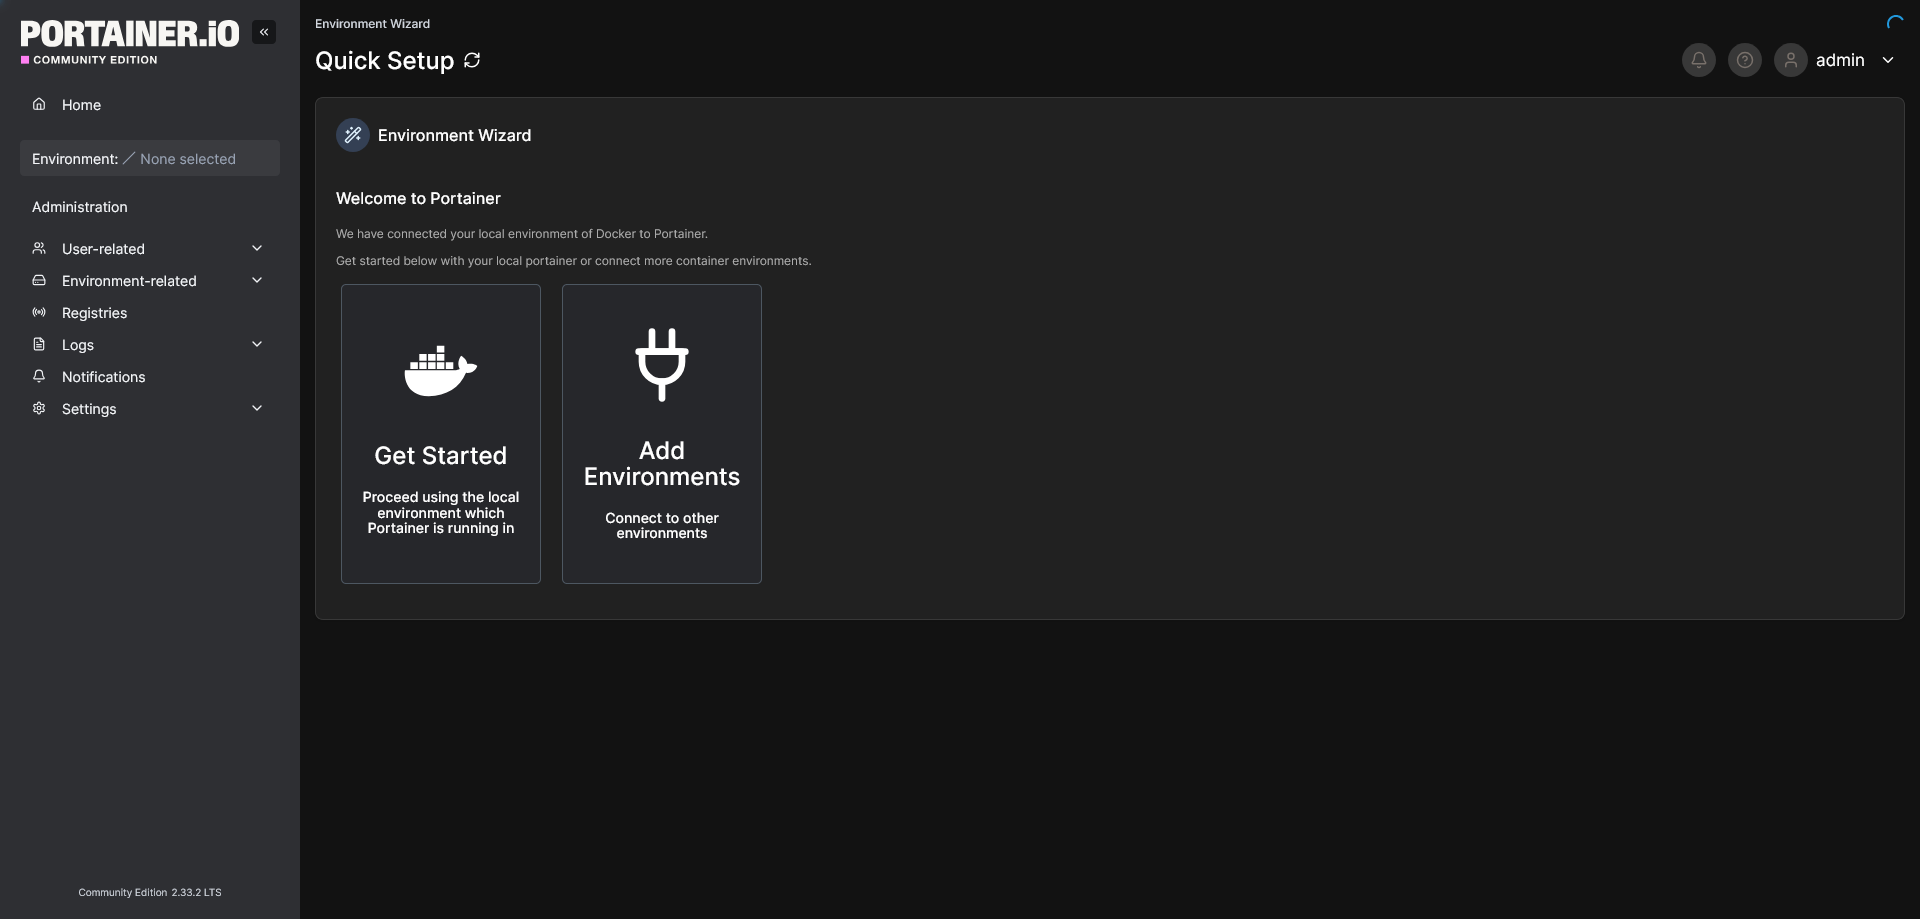 PORTAINER.iO
COMMUNITY EDITION
Home
Environment: None selected
Administration
User-related
Environment-related
Registries
Logs
Notifications
Settings
Community Edition 2.33.2 LTS
Environment Wizard
Quick Setup
admin
Environment Wizard
Welcome to Portainer
We have connected your local environment of Docker to Portainer.
Get started below with your local portainer or connect more container environments.
Get Started
Proceed using the local
environment which
Portainer is running in
Add
Environments
Connect to other
environments